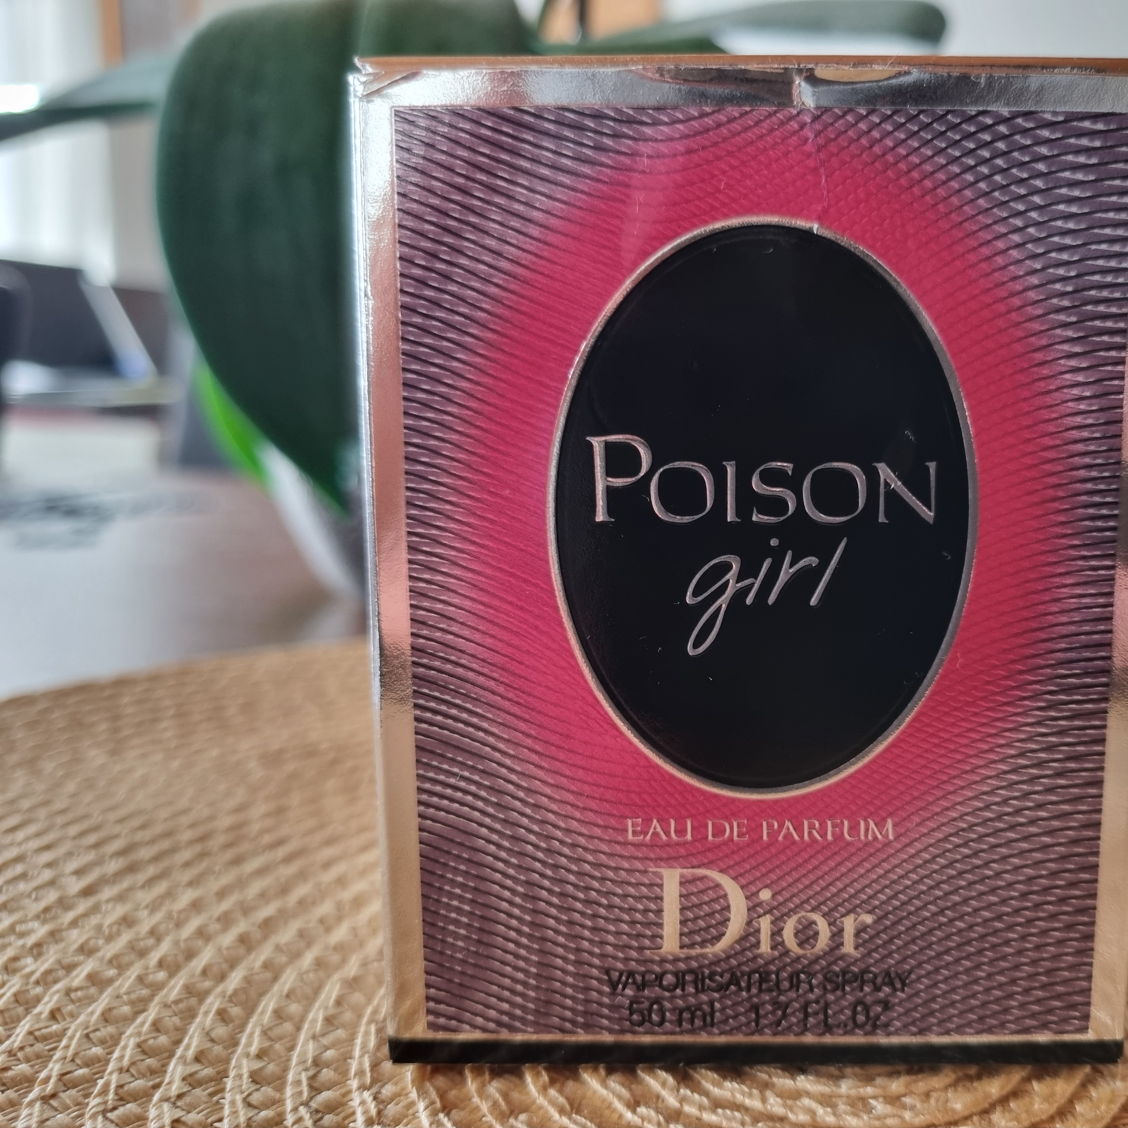 POISON
girl
EAU DE PARFUM
Dior
VAPORISATEUR SPRAY
50 ml 1.7 FL.OZ